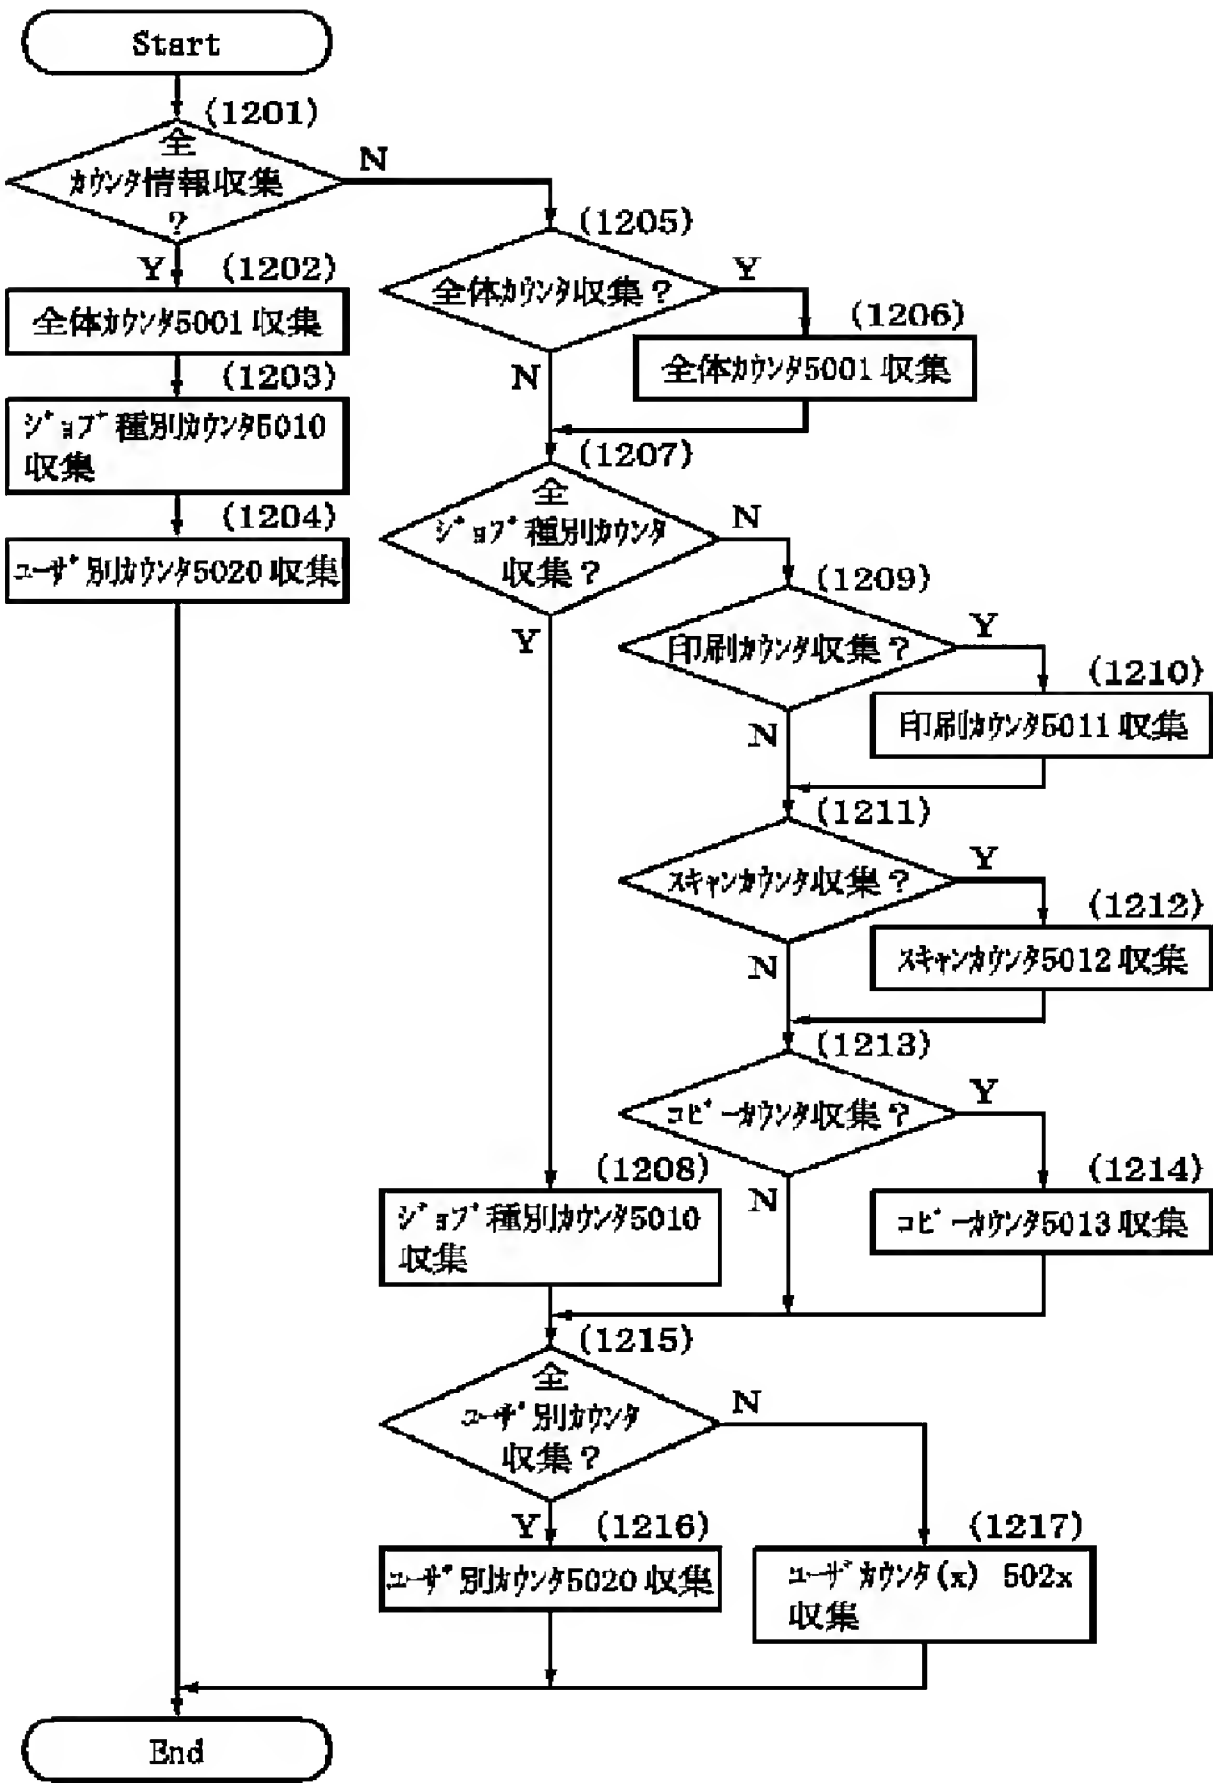 Start
(1201)
全
カウンタ情報収集
?
N
Y
(1202)
全体カウンタ5001収集
(1203)
ジョブ種別カウンタ5010
収集
(1204)
ユーザ別カウンタ5020収集
(1205)
全体カウンタ収集?
Y
N
(1206)
全体カウンタ5001収集
(1207)
全
ジョブ種別カウンタ
収集?
N
Y
(1209)
印刷カウンタ収集?
Y
N
(1210)
印刷カウンタ5011収集
(1211)
スキャンカウンタ収集?
Y
N
(1212)
スキャンカウンタ5012収集
(1213)
コピーカウンタ収集?
Y
N
(1214)
コピーカウンタ5013収集
(1208)
ジョブ種別カウンタ5010
収集
(1215)
全
ユーザ別カウンタ
収集?
N
Y
(1216)
ユーザ別カウンタ5020収集
(1217)
ユーザカウンタ(x) 502x
収集
End